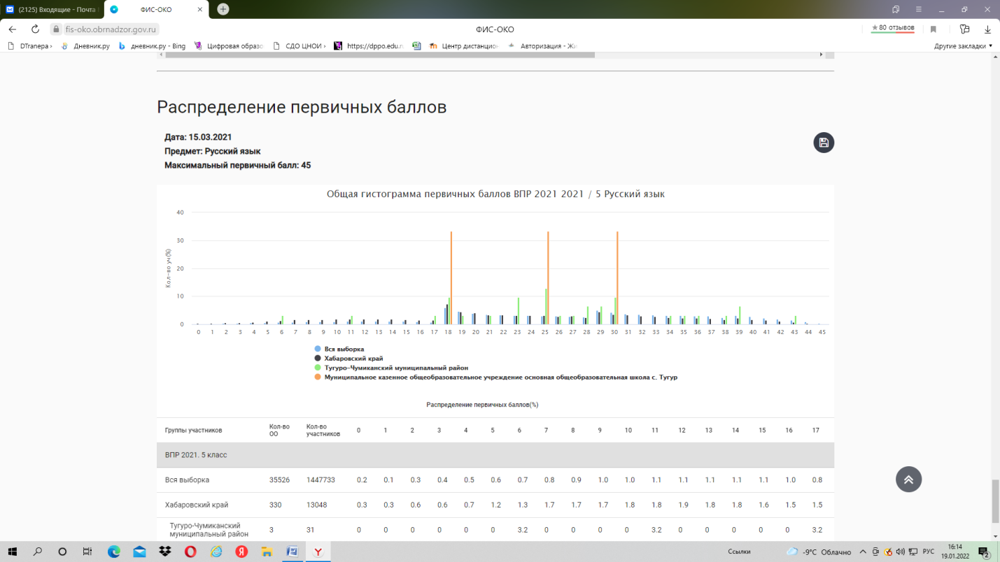 (2125) Входящие - Почта
ФИС-ОКО
fis-oko.obrnadzor.gov.ru
ФИС-ОКО
80 отзывов
DTranepa ›
Дневник.ру
дневник.ру - Bing
Цифровая образо
СДО ЦНОИ ›
https://dppo.edu.ru
Центр дистанцион
Авторизация - Жи
Другие закладки
Распределение первичных баллов
Дата: 15.03.2021
Предмет: Русский язык
Максимальный первичный балл: 45
Общая гистограмма первичных баллов ВПР 2021 2021 / 5 Русский язык
Кол-во уч(%)
40
30
20
10
0
0 1 2 3 4 5 6 7 8 9 10 11 12 13 14 15 16 17 18 19 20 21 22 23 24 25 26 27 28 29 30 31 32 33 34 35 36 37 38 39 40 41 42 43 44 45
Вся выборка
Хабаровский край
Тугуро-Чумиканский муниципальный район
Муниципальное казенное общеобразовательное учреждение основная общеобразовательная школа с. Тугур
Распределение первичных баллов(%)
Группы участников Кол-во ОО Кол-во участников 0 1 2 3 4 5 6 7 8 9 10 11 12 13 14 15 16 17
ВПР 2021. 5 класс
Вся выборка 35526 1447733 0.2 0.1 0.3 0.4 0.5 0.6 0.7 0.8 0.9 1.0 1.0 1.1 1.1 1.1 1.1 1.1 1.0 0.8
Хабаровский край 330 13048 0.3 0.3 0.6 0.6 0.7 1.2 1.3 1.7 1.7 1.7 1.8 1.8 1.9 1.8 1.8 1.6 1.5 1.5
Тугуро-Чумиканский
муниципальный район 3 31 0 0 0 0 0 0 3.2 0 0 0 0 3.2 0 0 0 0 0 3.2
Ссылки
-9°C Облачно
РУС
16:14
19.01.2022
2